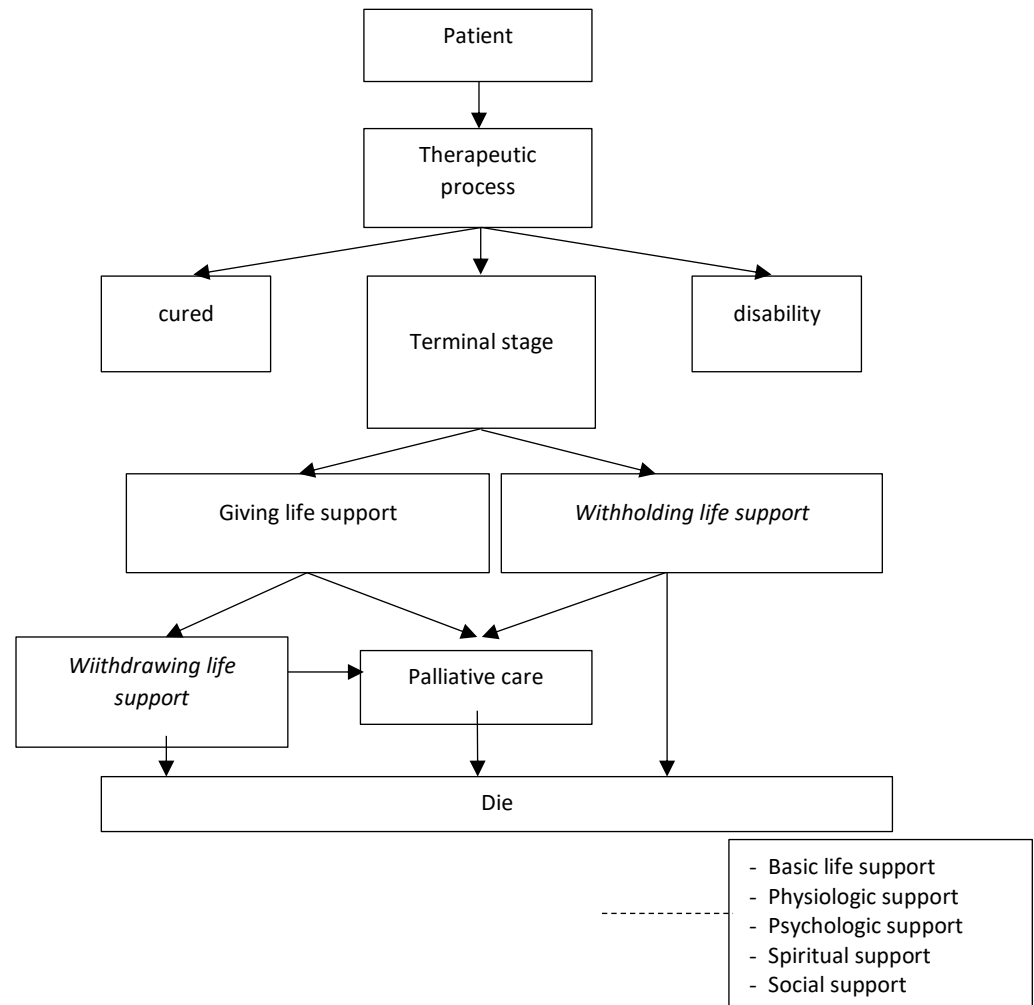 Patient
Therapeutic
process
cured
Terminal stage
disability
Giving life support
Withholding life support
Wiithdrawing life
support
Palliative care
Die
- Basic life support
- Physiologic support
- Psychologic support
- Spiritual support
- Social support